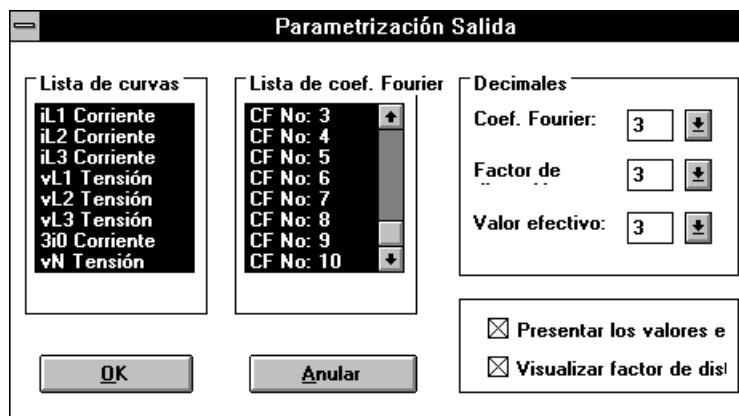 Parametrización Salida
Lista de curvas
iL1 Corriente
iL2 Corriente
iL3 Corriente
vL1 Tensión
vL2 Tensión
vL3 Tensión
3i0 Corriente
vN Tensión
Lista de coef. Fourier
CF No: 3
CF No: 4
CF No: 5
CF No: 6
CF No: 7
CF No: 8
CF No: 9
CF No: 10
Decimales
Coef. Fourier: 3
Factor de 3
Valor efectivo: 3
Presentar los valores e
Visualizar factor de dis
OK
Anular